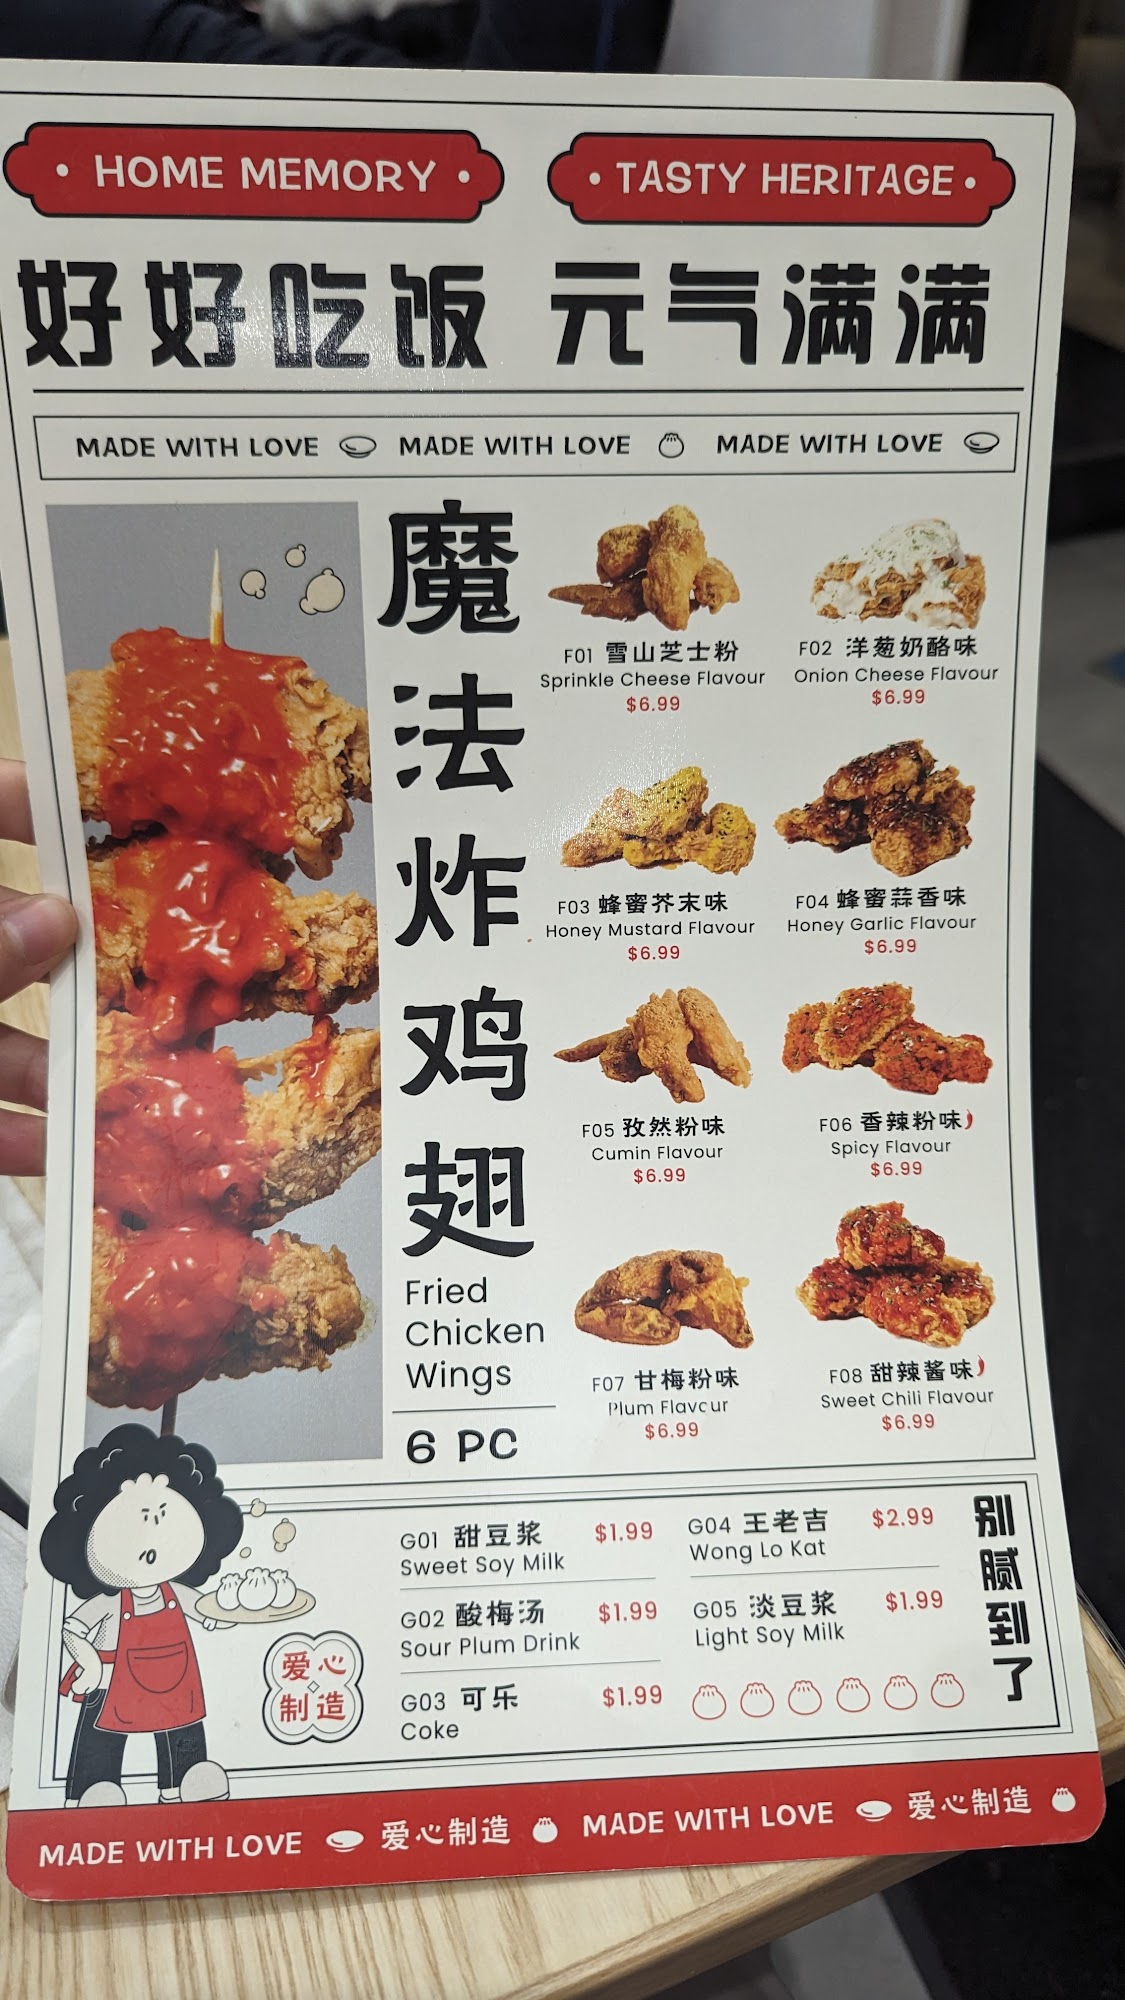 HOME MEMORY
TASTY HERITAGE
好好吃饭 元气满满
MADE WITH LOVE MADE WITH LOVE MADE WITH LOVE
魔法炸鸡翅
Fried
Chicken
Wings
6 PC
F01 雪山芝士粉
Sprinkle Cheese Flavour
$6.99
F02 洋葱奶酪味
Onion Cheese Flavour
$6.99
F03 蜂蜜芥末味
Honey Mustard Flavour
$6.99
F04 蜂蜜蒜香味
Honey Garlic Flavour
$6.99
F05 孜然粉味
Cumin Flavour
$6.99
F06 香辣粉味
Spicy Flavour
$6.99
F07 甘梅粉味
Plum Flavour
$6.99
F08 甜辣酱味
Sweet Chili Flavour
$6.99
G01 甜豆浆 $1.99
Sweet Soy Milk
G02 酸梅汤 $1.99
Sour Plum Drink
G03 可乐 $1.99
Coke
G04 王老吉 $2.99
Wong Lo Kat
G05 淡豆浆 $1.99
Light Soy Milk
别腻到了
爱心
制造
MADE WITH LOVE 爱心制造 MADE WITH LOVE 爱心制造